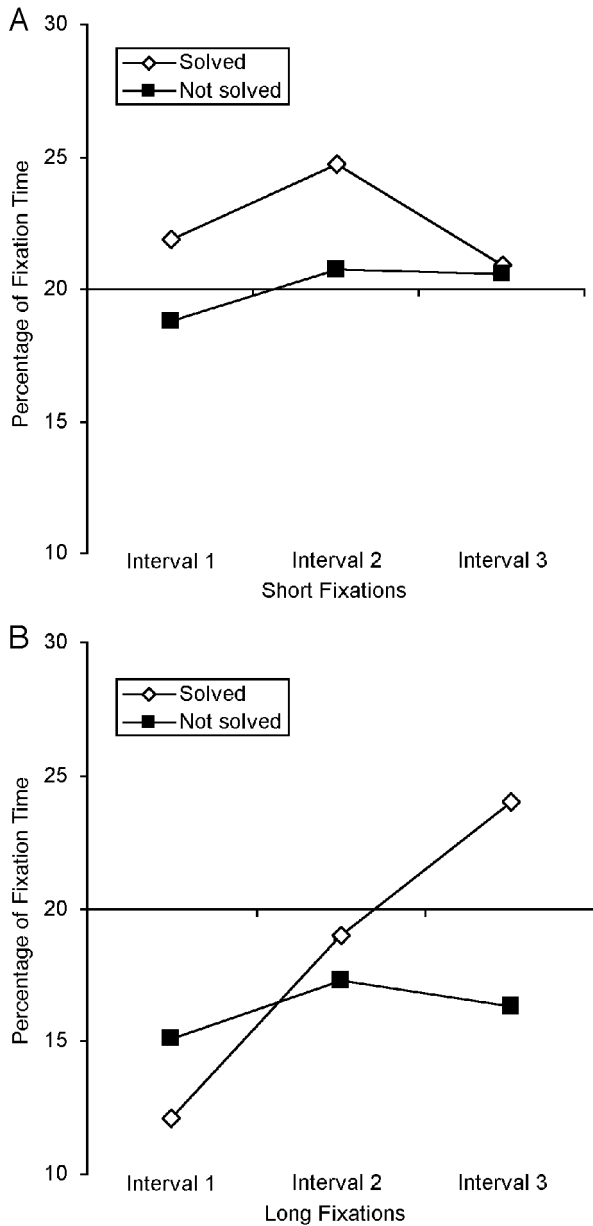 A
30
Solved
Not solved
25
20
15
10
Percentage of Fixation Time
Interval 1 Interval 2 Interval 3
Short Fixations
B
30
Solved
Not solved
25
20
15
10
Percentage of Fixation Time
Interval 1 Interval 2 Interval 3
Long Fixations